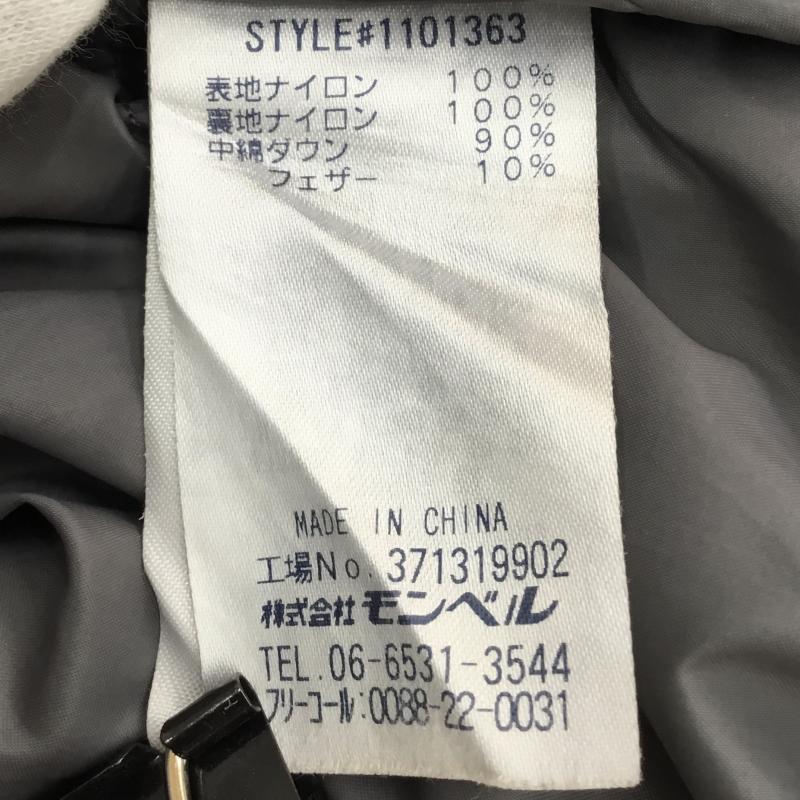 STYLE#1101363
表地ナイロン 100%
裏地ナイロン 100%
中綿ダウン 90%
フェザー 10%
MADE IN CHINA
工場No. 371319902
株式会社モンベル
TEL.06-6531-3544
フリーコール:0088-22-0031